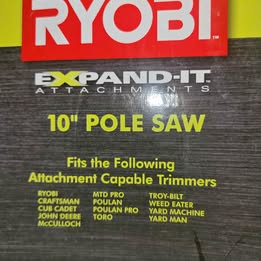 RYOBI
EXPAND-IT™
ATTACHMENTS
10" POLE SAW
Fits the Following
Attachment Capable Trimmers
RYOBI
CRAFTSMAN
CUB CADET
JOHN DEERE
McCULLOCH
MTD PRO
POULAN
POULAN PRO
TORO
TROY-BILT
WEED EATER
YARD MACHINE
YARD MAN